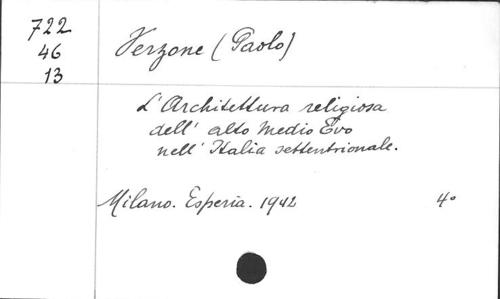 722
46
13
Verzone (Paolo)
L'Architettura religiosa
dell' alto Medio Evo
nell' Italia settentrionale.
Milano. Esperia. 1942 4°